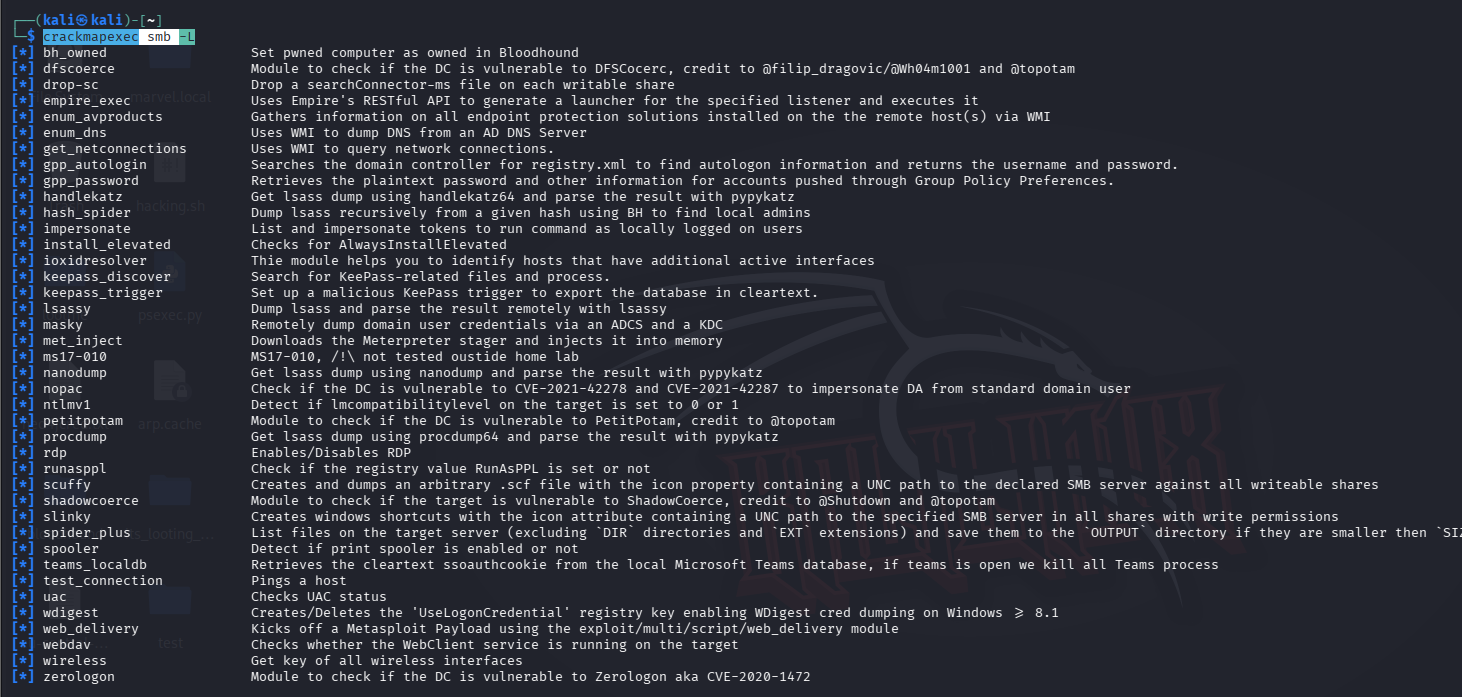 ┌──(kali㉿kali)-[~]
└─$ crackmapexec smb -L
[*] bh_owned Set pwned computer as owned in Bloodhound
[*] dfscoerce Module to check if the DC is vulnerable to DFSCocerc, credit to @filip_dragovic/@Wh04m1001 and @topotam
[*] drop-sc Drop a searchConnector-ms file on each writable share
[*] empire_exec Uses Empire's RESTful API to generate a launcher for the specified listener and executes it
[*] enum_avproducts Gathers information on all endpoint protection solutions installed on the the remote host(s) via WMI
[*] enum_dns Uses WMI to dump DNS from an AD DNS Server
[*] get_netconnections Uses WMI to query network connections.
[*] gpp_autologin Searches the domain controller for registry.xml to find autologon information and returns the username and password.
[*] gpp_password Retrieves the plaintext password and other information for accounts pushed through Group Policy Preferences.
[*] handlekatz Get lsass dump using handlekatz64 and parse the result with pypykatz
[*] hash_spider Dump lsass recursively from a given hash using BH to find local admins
[*] impersonate List and impersonate tokens to run command as locally logged on users
[*] install_elevated Checks for AlwaysInstallElevated
[*] ioxidresolver Thie module helps you to identify hosts that have additional active interfaces
[*] keepass_discover Search for KeePass-related files and process.
[*] keepass_trigger Set up a malicious KeePass trigger to export the database in cleartext.
[*] lsassy Dump lsass and parse the result remotely with lsassy
[*] masky Remotely dump domain user credentials via an ADCS and a KDC
[*] met_inject Downloads the Meterpreter stager and injects it into memory
[*] ms17-010 MS17-010, /!\ not tested oustide home lab
[*] nanodump Get lsass dump using nanodump and parse the result with pypykatz
[*] nopac Check if the DC is vulnerable to CVE-2021-42278 and CVE-2021-42287 to impersonate DA from standard domain user
[*] ntlmv1 Detect if lmcompatibilitylevel on the target is set to 0 or 1
[*] petitpotam Module to check if the DC is vulnerable to PetitPotam, credit to @topotam
[*] procdump Get lsass dump using procdump64 and parse the result with pypykatz
[*] rdp Enables/Disables RDP
[*] runasppl Check if the registry value RunAsPPL is set or not
[*] scuffy Creates and dumps an arbitrary .scf file with the icon property containing a UNC path to the declared SMB server against all writeable shares
[*] shadowcoerce Module to check if the target is vulnerable to ShadowCoerce, credit to @Shutdown and @topotam
[*] slinky Creates windows shortcuts with the icon attribute containing a UNC path to the specified SMB server in all shares with write permissions
[*] spider_plus List files on the target server (excluding `DIR` directories and `EXT` extensions) and save them to the `OUTPUT` directory if they are smaller then `SIZ
[*] spooler Detect if print spooler is enabled or not
[*] teams_localdb Retrieves the cleartext ssoauthcookie from the local Microsoft Teams database, if teams is open we kill all Teams process
[*] test_connection Pings a host
[*] uac Checks UAC status
[*] wdigest Creates/Deletes the 'UseLogonCredential' registry key enabling WDigest cred dumping on Windows >= 8.1
[*] web_delivery Kicks off a Metasploit Payload using the exploit/multi/script/web_delivery module
[*] webdav Checks whether the WebClient service is running on the target
[*] wireless Get key of all wireless interfaces
[*] zerologon Module to check if the DC is vulnerable to Zerologon aka CVE-2020-1472
marvel.local
hacking.sh
psexec.py
arp.cache
test
KALI LINUX